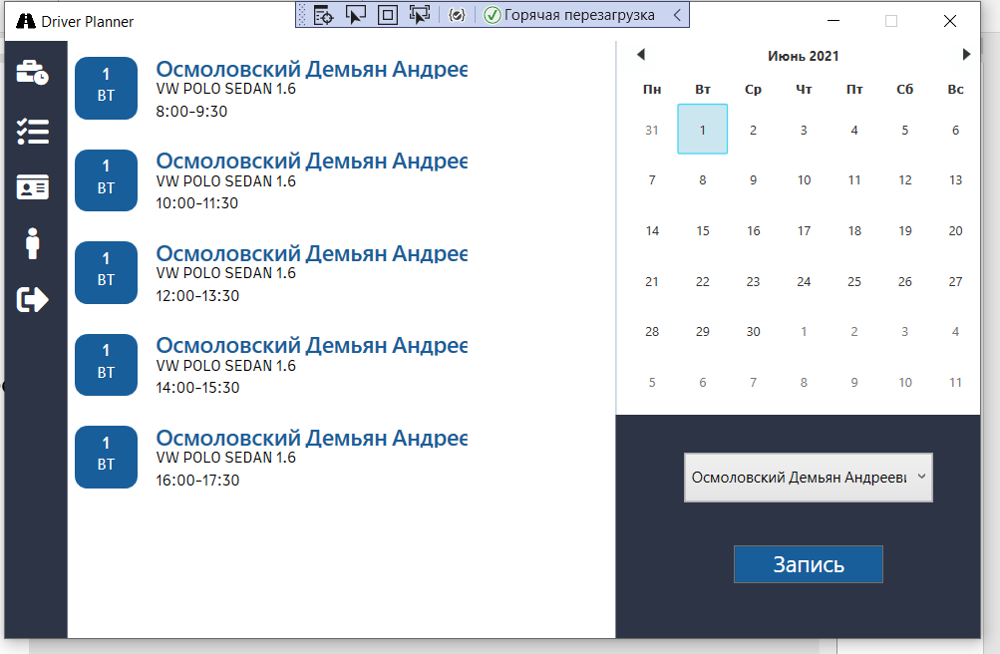 Driver Planner
Горячая перезагрузка
1
ВТ
Осмоловский Демьян Андрее
VW POLO SEDAN 1.6
8:00-9:30
1
ВТ
Осмоловский Демьян Андрее
VW POLO SEDAN 1.6
10:00-11:30
1
ВТ
Осмоловский Демьян Андрее
VW POLO SEDAN 1.6
12:00-13:30
1
ВТ
Осмоловский Демьян Андрее
VW POLO SEDAN 1.6
14:00-15:30
1
ВТ
Осмоловский Демьян Андрее
VW POLO SEDAN 1.6
16:00-17:30
Июнь 2021
Пн Вт Ср Чт Пт Сб Вс
31 1 2 3 4 5 6
7 8 9 10 11 12 13
14 15 16 17 18 19 20
21 22 23 24 25 26 27
28 29 30 1 2 3 4
5 6 7 8 9 10 11
Осмоловский Демьян Андрееви
Запись